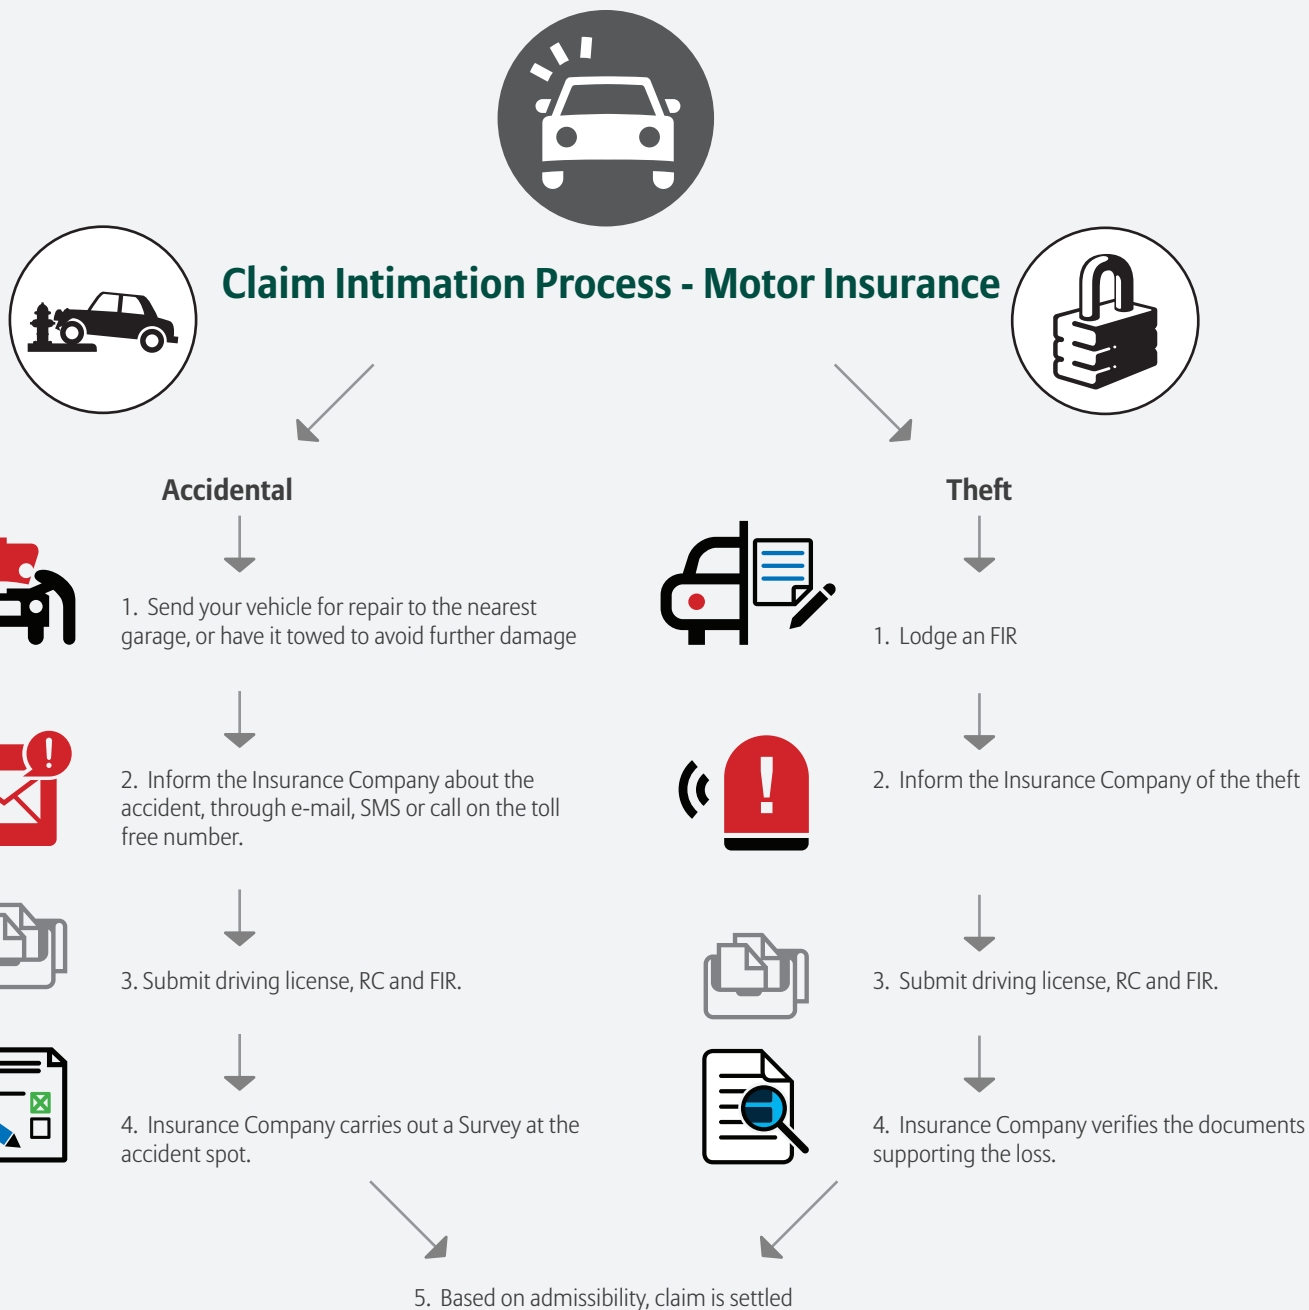 Claim Intimation Process - Motor Insurance
Accidental
1. Send your vehicle for repair to the nearest
garage, or have it towed to avoid further damage
2. Inform the Insurance Company about the
accident, through e-mail, SMS or call on the toll
free number.
3. Submit driving license, RC and FIR.
4. Insurance Company carries out a Survey at the
accident spot.
Theft
1. Lodge an FIR
2. Inform the Insurance Company of the theft
3. Submit driving license, RC and FIR.
4. Insurance Company verifies the documents
supporting the loss.
5. Based on admissibility, claim is settled